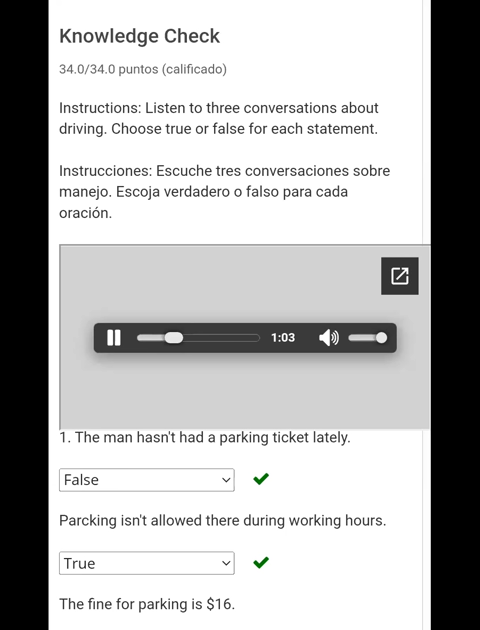 Knowledge Check
34.0/34.0 puntos (calificado)
Instructions: Listen to three conversations about
driving. Choose true or false for each statement.
Instrucciones: Escuche tres conversaciones sobre
manejo. Escoja verdadero o falso para cada
oración.
1:03
1. The man hasn't had a parking ticket lately.
False
Parcking isn't allowed there during working hours.
True
The fine for parking is $16.